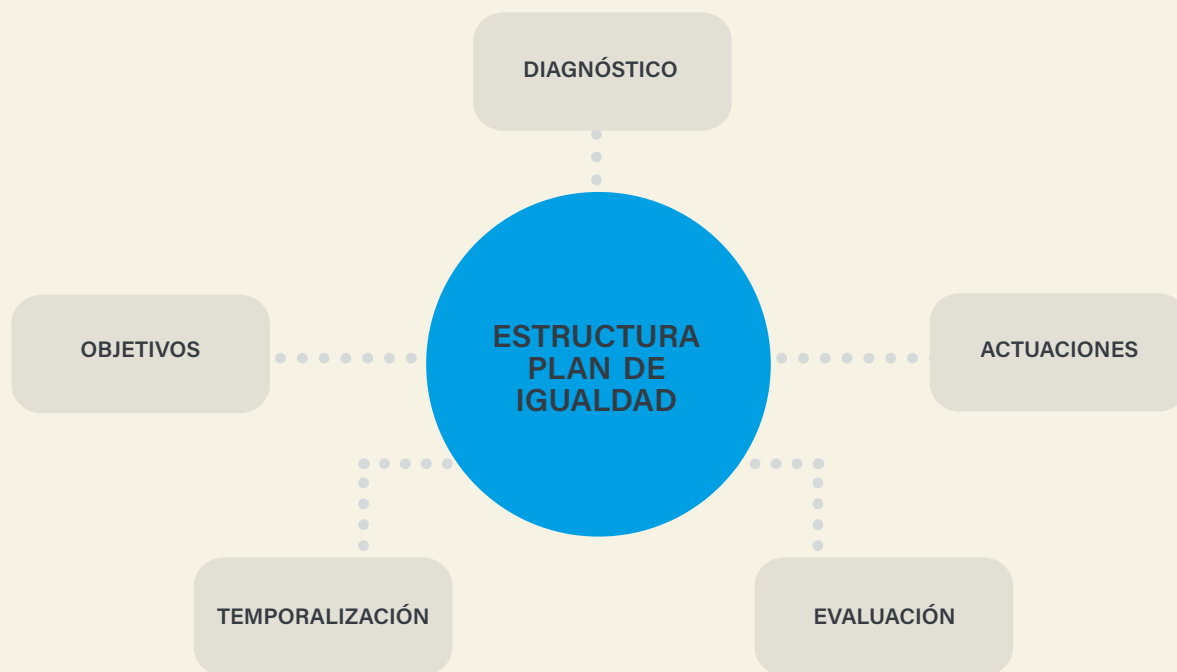 DIAGNÓSTICO
OBJETIVOS
ESTRUCTURA
PLAN DE
IGUALDAD
ACTUACIONES
TEMPORALIZACIÓN
EVALUACIÓN